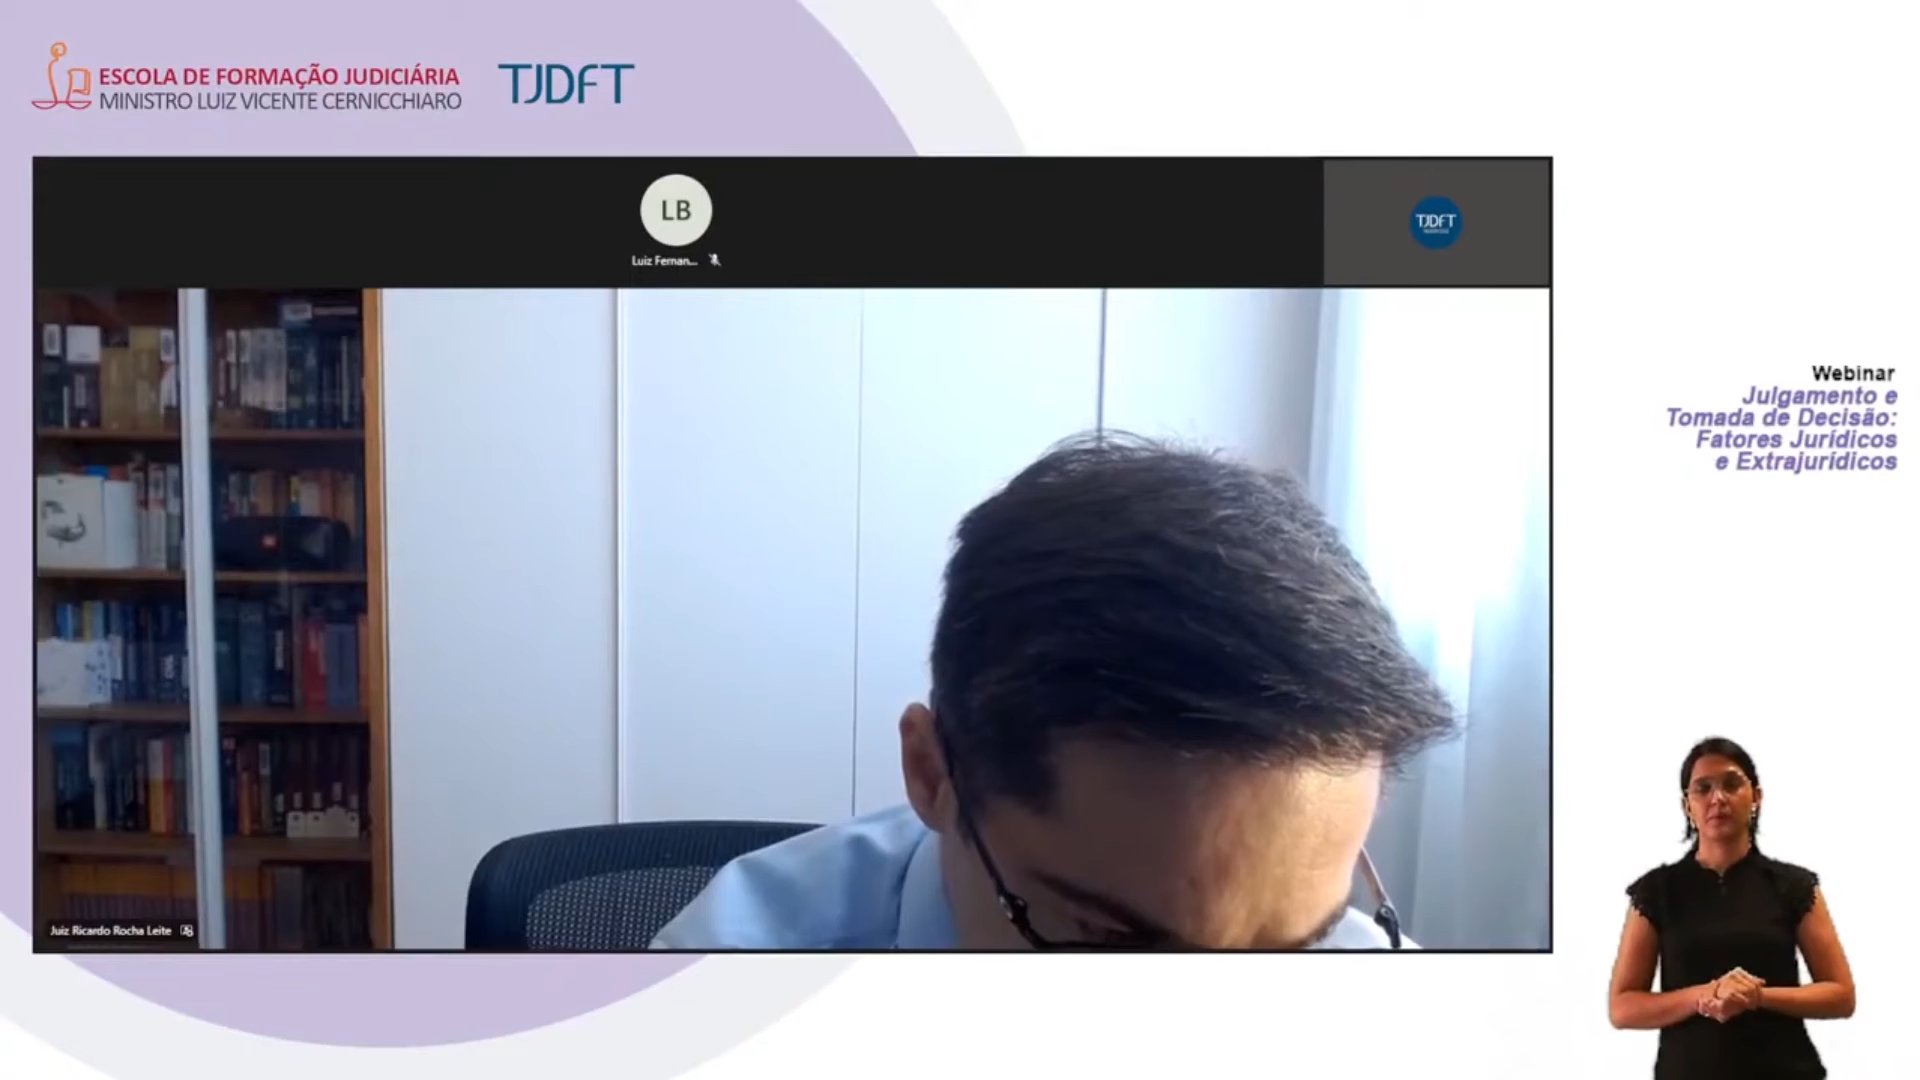 ESCOLA DE FORMAÇÃO JUDICIÁRIA
MINISTRO LUIZ VICENTE CERNICCHIARO
TJDFT
LB
Luiz Fernan...
TJDFT
Webinar
Julgamento e
Tomada de Decisão:
Fatores Jurídicos
e Extrajurídicos
Juiz Ricardo Rocha Leite